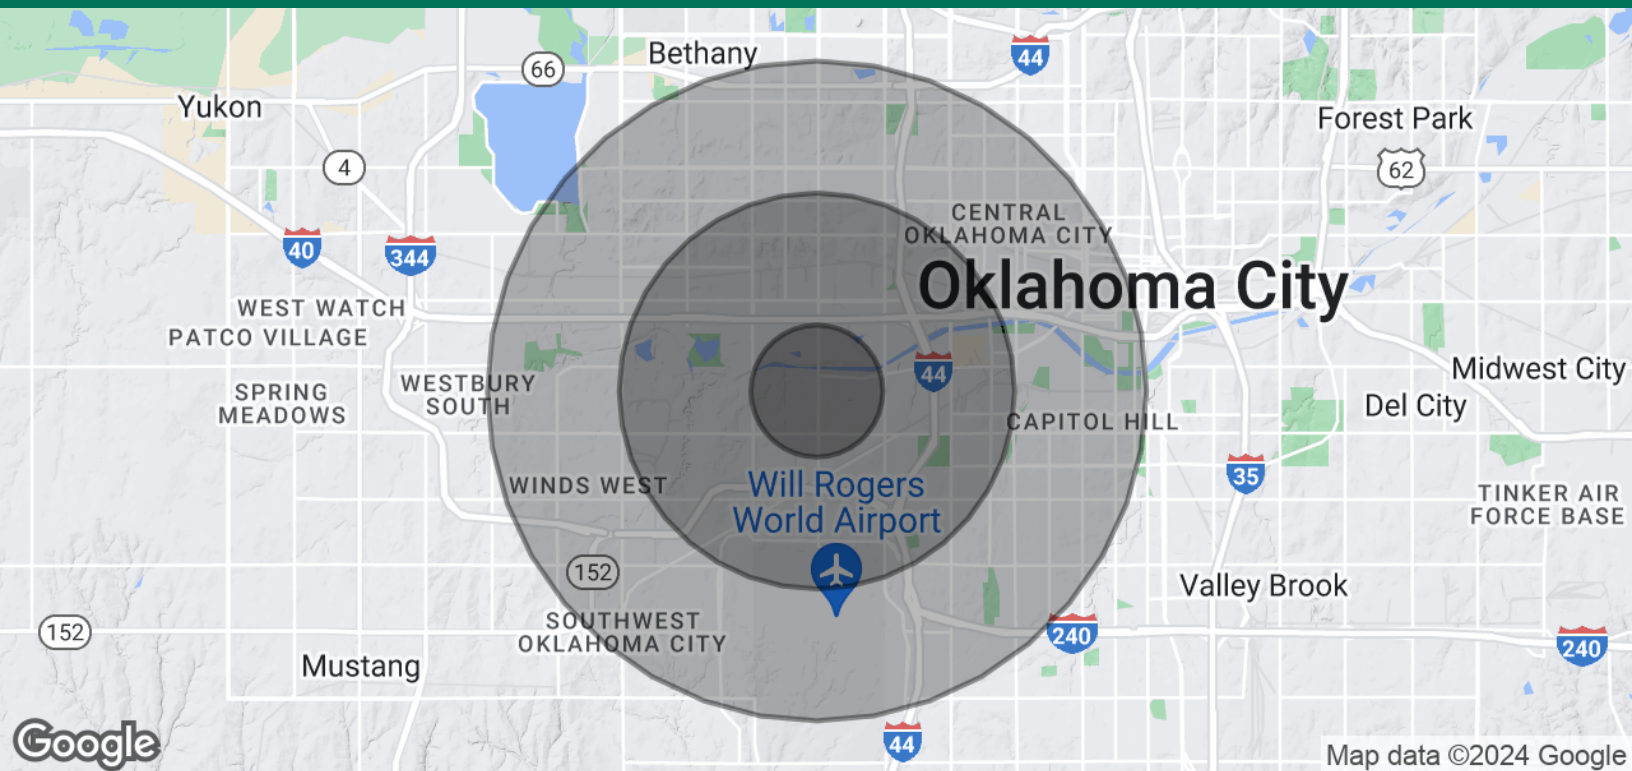 Bethany
44
66
Yukon
Forest Park
4
62
CENTRAL
OKLAHOMA CITY
40
344
Oklahoma City
WEST WATCH
PATCO VILLAGE
44
Midwest City
WESTBURY
SOUTH
SPRING
MEADOWS
Del City
CAPITOL HILL
35
WINDS WEST
Will Rogers
World Airport
TINKER AIR
FORCE BASE
152
Valley Brook
SOUTHWEST
OKLAHOMA CITY
152
240
240
Mustang
44
Google
Map data ©2024 Google